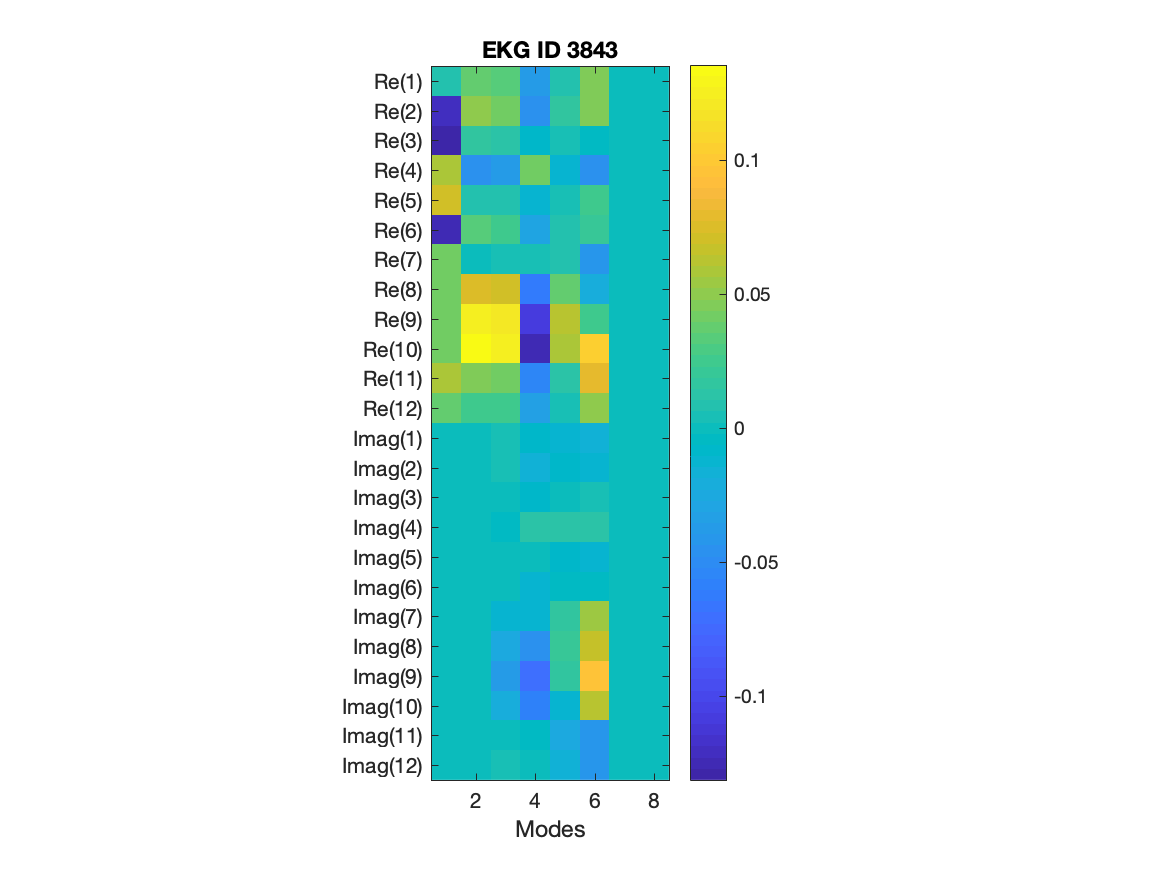 EKG ID 3843
Re(1)
Re(2)
Re(3)
Re(4)
Re(5)
Re(6)
Re(7)
Re(8)
Re(9)
Re(10)
Re(11)
Re(12)
Imag(1)
Imag(2)
Imag(3)
Imag(4)
Imag(5)
Imag(6)
Imag(7)
Imag(8)
Imag(9)
Imag(10)
Imag(11)
Imag(12)
2 4 6 8
Modes
0.1
0.05
0
-0.05
-0.1